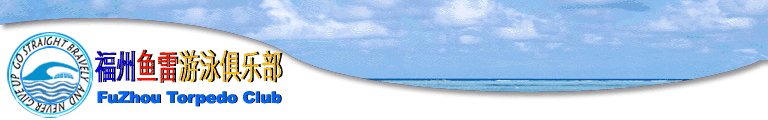 GO STRAIGHT BRAVELY AND NEVER GIVE UP
福州鱼雷游泳俱乐部
FuZhou Torpedo Club